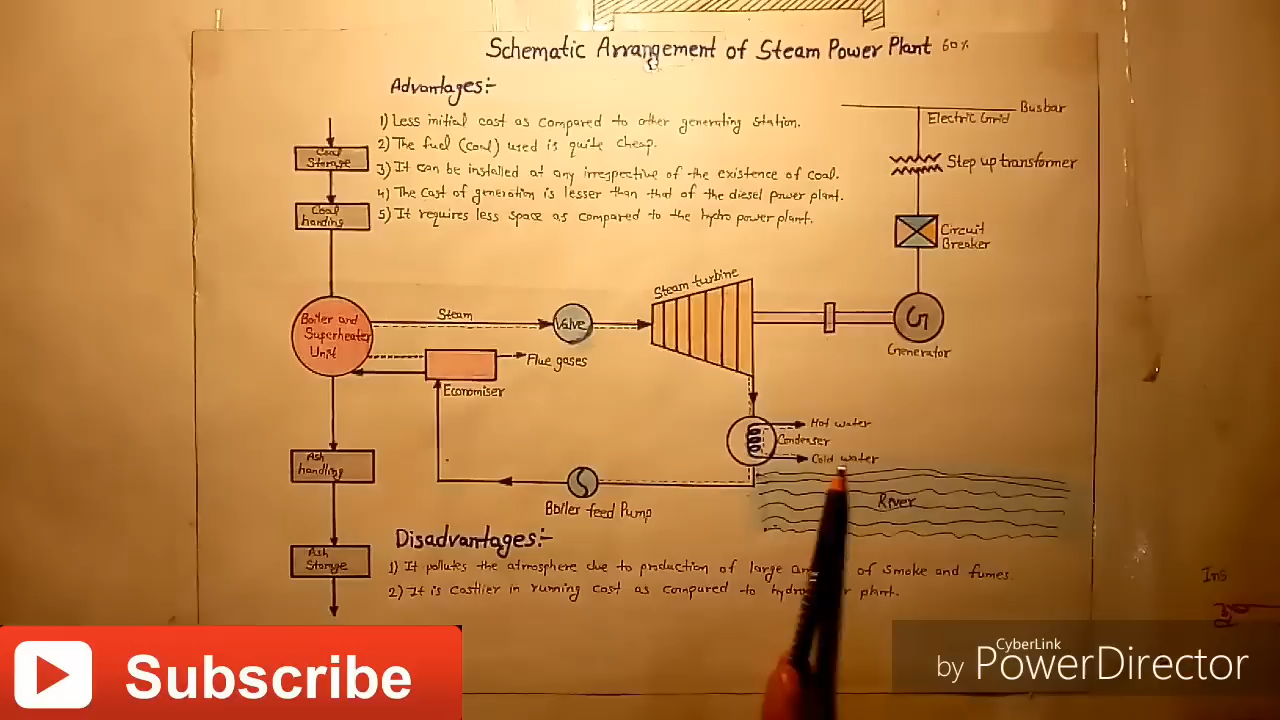 Schematic Arrangement of Steam Power Plant 60%
Advantages:-
1) Less initial cost as compared to other generating station.
2) The fuel (coal) used is quite cheap.
3) It can be installed at any irrespective of the existence of coal.
4) The cost of generation is lesser than that of the diesel power plant.
5) It requires less space as compared to the hydro power plant.
Coal
Storage
Coal
handing
Busbar
Electric Grid
Step up transformer
Circuit
Breaker
Generator
Steam turbine
Boiler and
Superheater
Unit
Steam
Valve
Flue gases
Economiser
Hot water
Condenser
Cold water
River
Boiler feed Pump
Ash
handling
Ash
Storage
Disadvantages:-
1) It pollutes the atmosphere due to production of large of smoke and fumes.
2) It is costlier in running cost as compared to plant.
Ins
Subscribe
by CyberLink PowerDirector